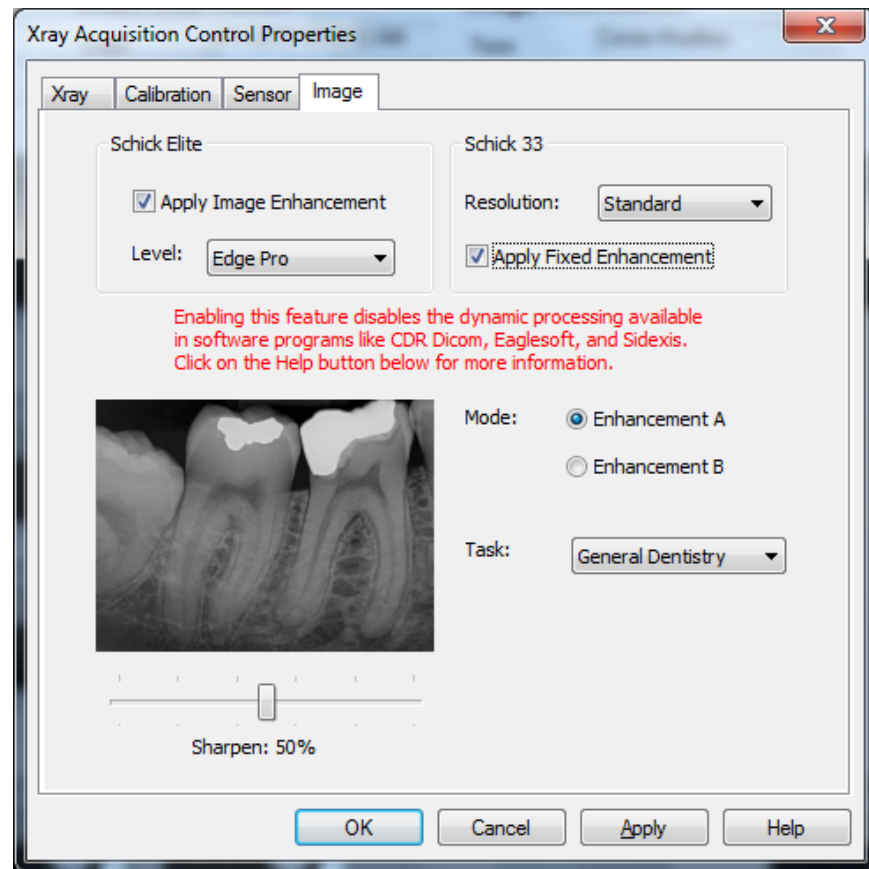 Xray Acquisition Control Properties
Xray Calibration Sensor Image
Schick Elite
Apply Image Enhancement
Level: Edge Pro
Schick 33
Resolution: Standard
Apply Fixed Enhancement
Enabling this feature disables the dynamic processing available
in software programs like CDR Dicom, Eaglesoft, and Sidexis.
Click on the Help button below for more information.
Mode: Enhancement A
Enhancement B
Task: General Dentistry
Sharpen: 50%
OK Cancel Apply Help